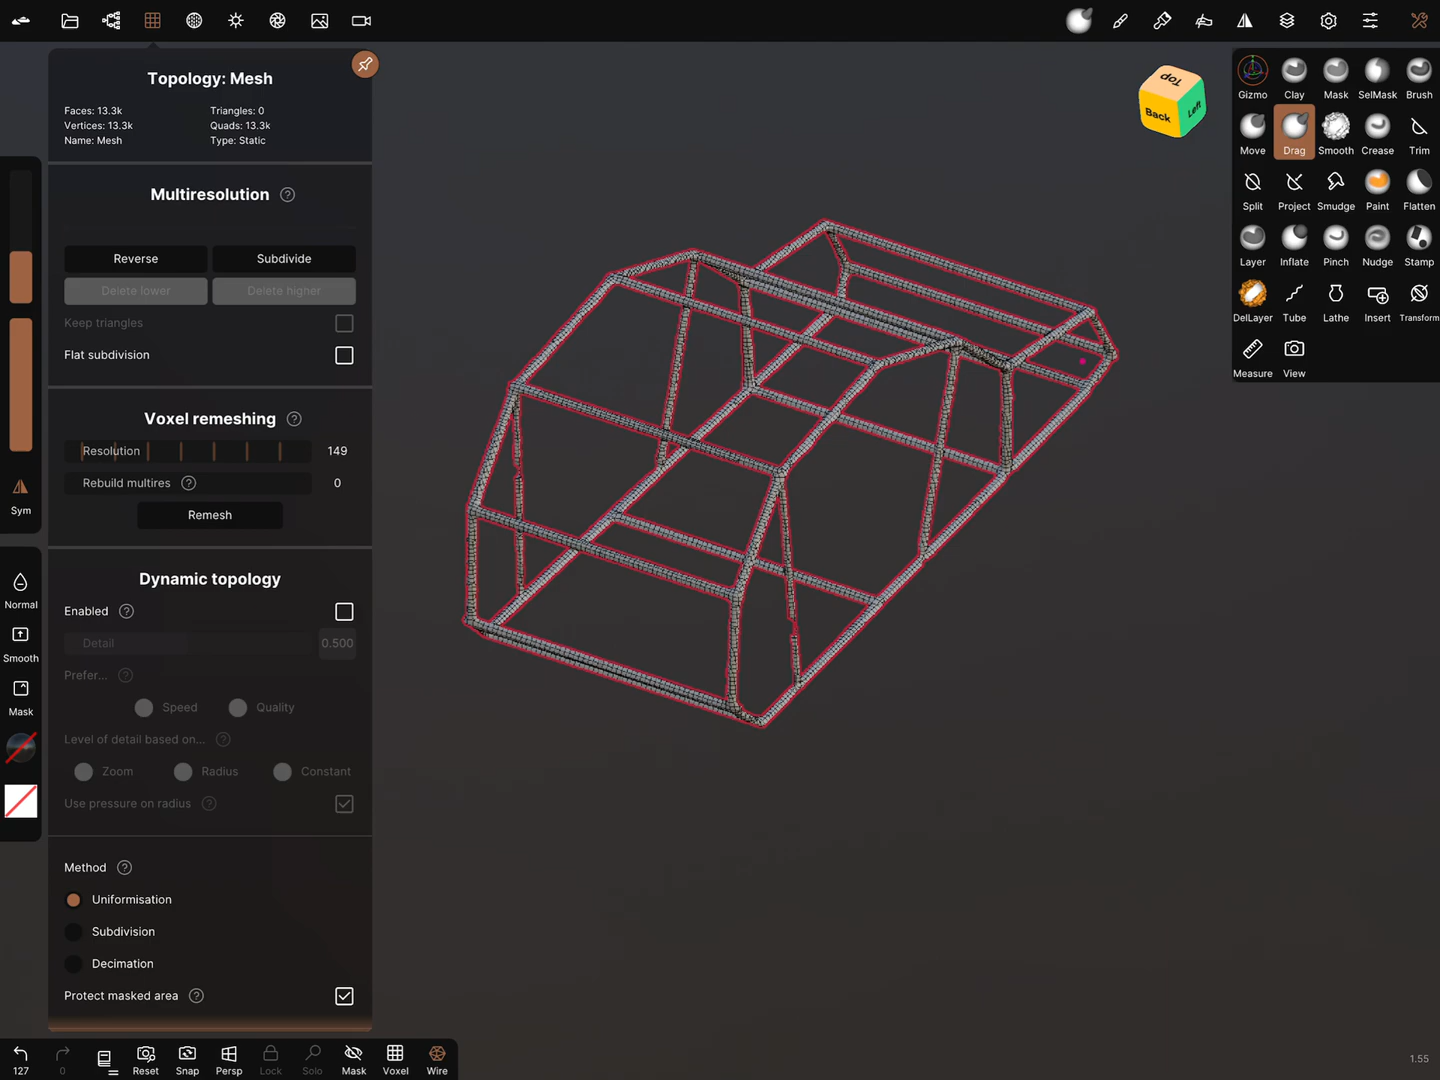 Topology: Mesh
Faces: 13.3k Triangles: 0
Vertices: 13.3k Quads: 13.3k
Name: Mesh Type: Static
Multiresolution ?
Reverse Subdivide
Delete lower Delete higher
Keep triangles
Flat subdivision
Voxel remeshing ?
Resolution 149
Rebuild multires ? 0
Remesh
Dynamic topology
Enabled ?
Detail 0.500
Prefer... ?
Speed Quality
Level of detail based on... ?
Zoom Radius Constant
Use pressure on radius ?
Method ?
Uniformisation
Subdivision
Decimation
Protect masked area ?
Sym
Normal
Smooth
Mask
Top
Back Left
Gizmo Clay Mask SelMask Brush
Move Drag Smooth Crease Trim
Split Project Smudge Paint Flatten
Layer Inflate Pinch Nudge Stamp
DelLayer Tube Lathe Insert Transform
Measure View
127 0 Reset Snap Persp Lock Solo Mask Voxel Wire
1.55